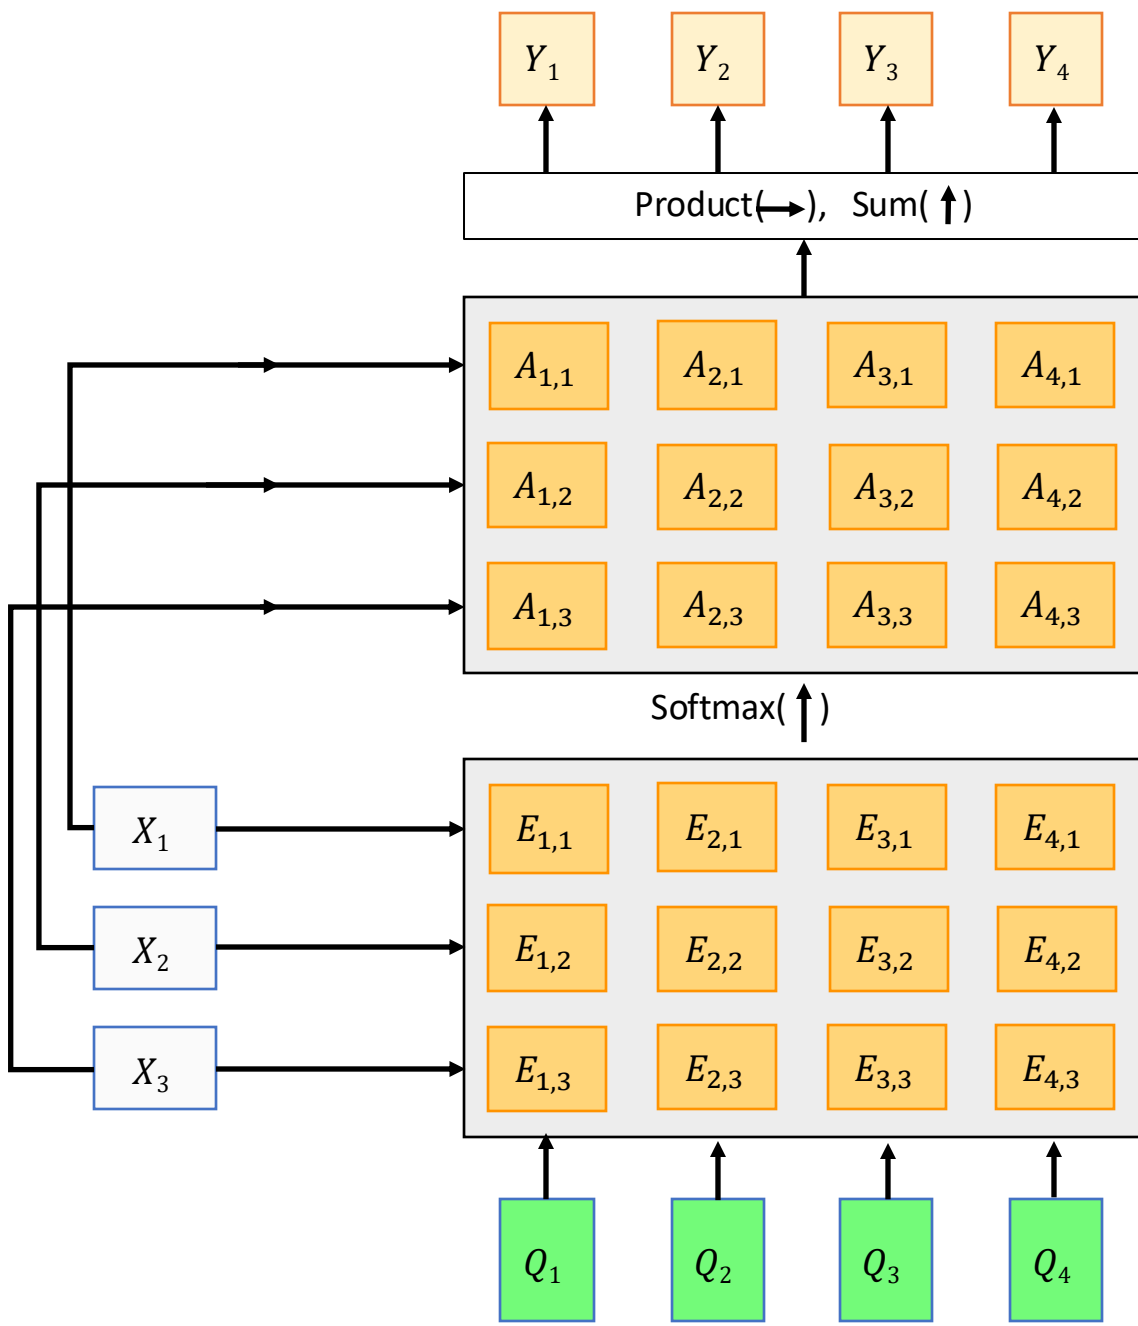 Y₁ Y₂ Y₃ Y₄
Product(→), Sum(↑)
A₁,₁ A₂,₁ A₃,₁ A₄,₁
A₁,₂ A₂,₂ A₃,₂ A₄,₂
A₁,₃ A₂,₃ A₃,₃ A₄,₃
Softmax(↑)
X₁ E₁,₁ E₂,₁ E₃,₁ E₄,₁
X₂ E₁,₂ E₂,₂ E₃,₂ E₄,₂
X₃ E₁,₃ E₂,₃ E₃,₃ E₄,₃
Q₁ Q₂ Q₃ Q₄